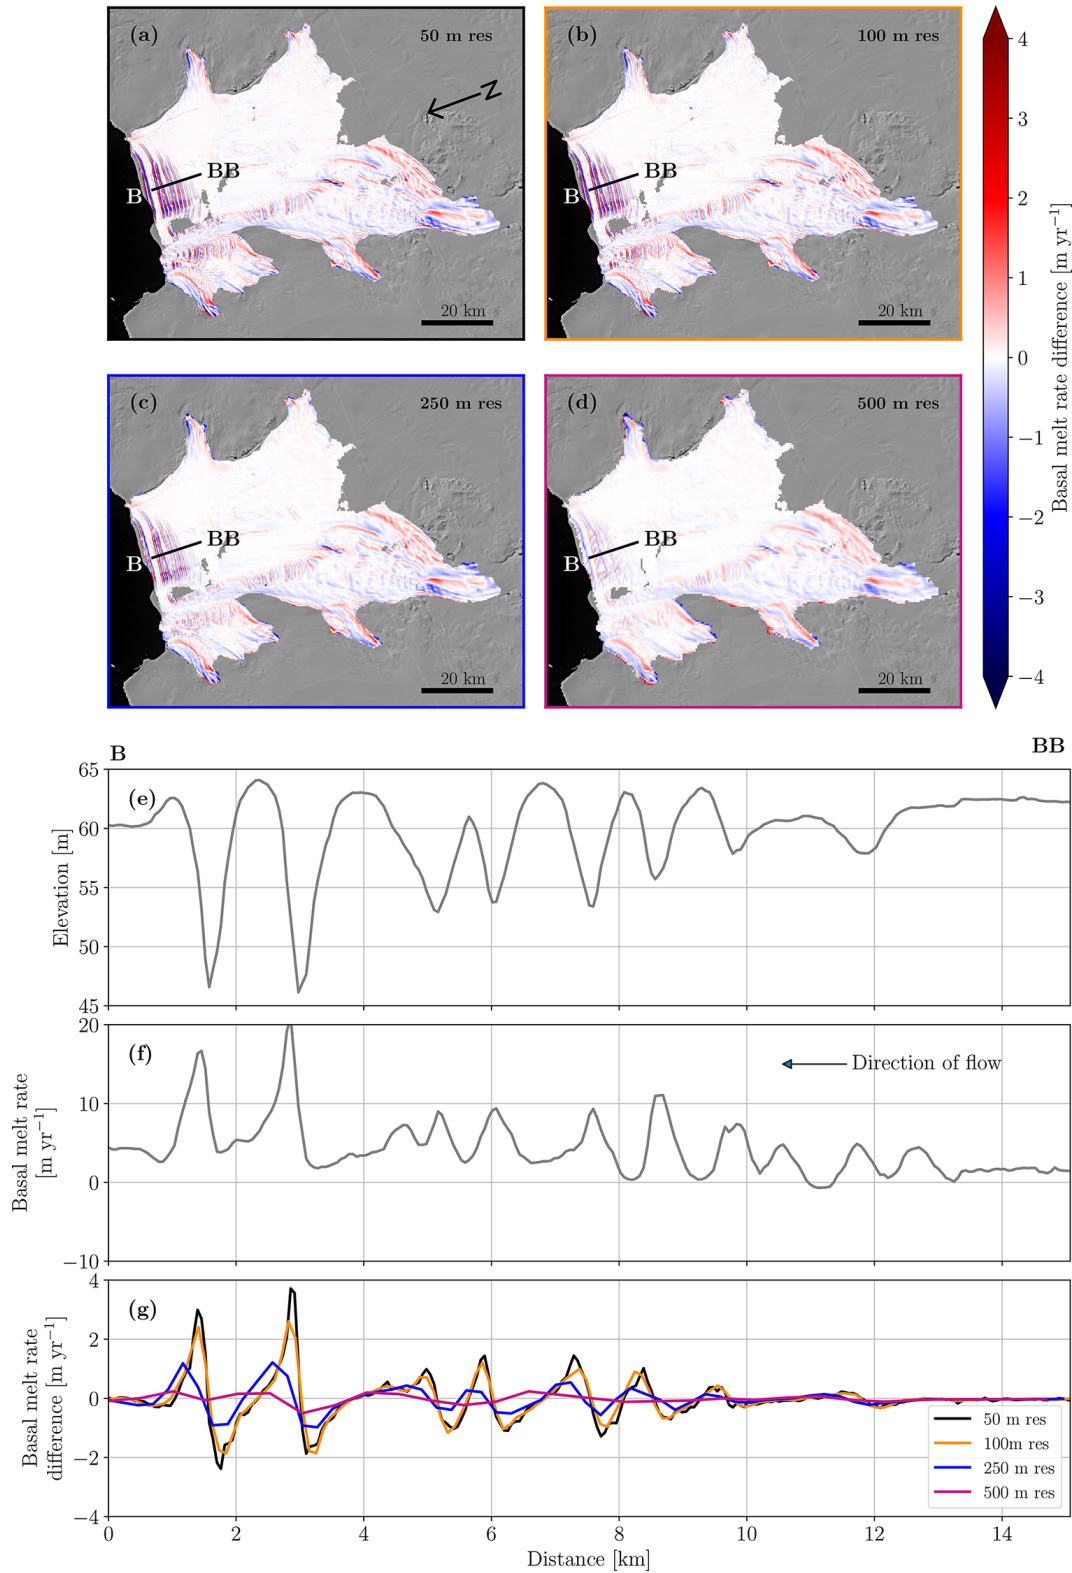 (a)
50 m res
N
B
BB
20 km
(b)
100 m res
B
BB
20 km
(c)
250 m res
B
BB
20 km
(d)
500 m res
B
BB
20 km
4
3
2
1
0
−1
−2
−3
−4
Basal melt rate difference [m yr⁻¹]
B
BB
(e)
65
60
55
50
45
Elevation [m]
(f)
20
10
0
−10
Basal melt rate
[m yr⁻¹]
Direction of flow
(g)
4
2
0
−2
−4
Basal melt rate
difference [m yr⁻¹]
50 m res
100m res
250 m res
500 m res
0 2 4 6 8 10 12 14
Distance [km]